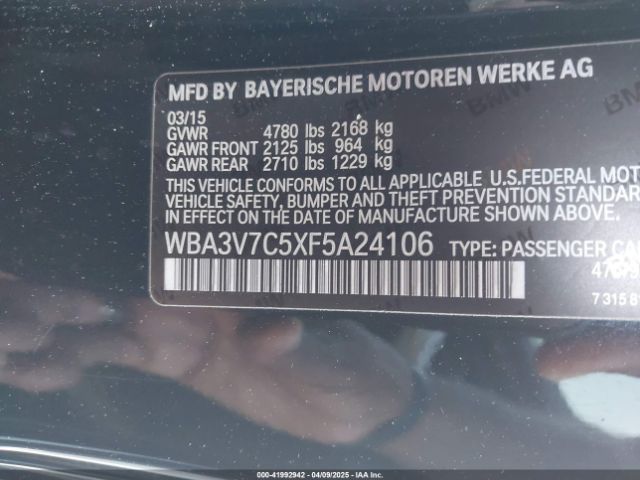 MFD BY BAYERISCHE MOTOREN WERKE AG
03/15
GVWR 4780 lbs 2168 kg
GAWR FRONT 2125 lbs 964 kg
GAWR REAR 2710 lbs 1229 kg
THIS VEHICLE CONFORMS TO ALL APPLICABLE U.S.FEDERAL MOT
VEHICLE SAFETY, BUMPER AND THEFT PREVENTION STANDAR
EFFECT ON THE DATE OF MANUFACTURE SHOWN ABOVE.
WBA3V7C5XF5A24106 TYPE: PASSENGER CA
7 315 8
000-41992942 | 04/09/2025 - IAA Inc.